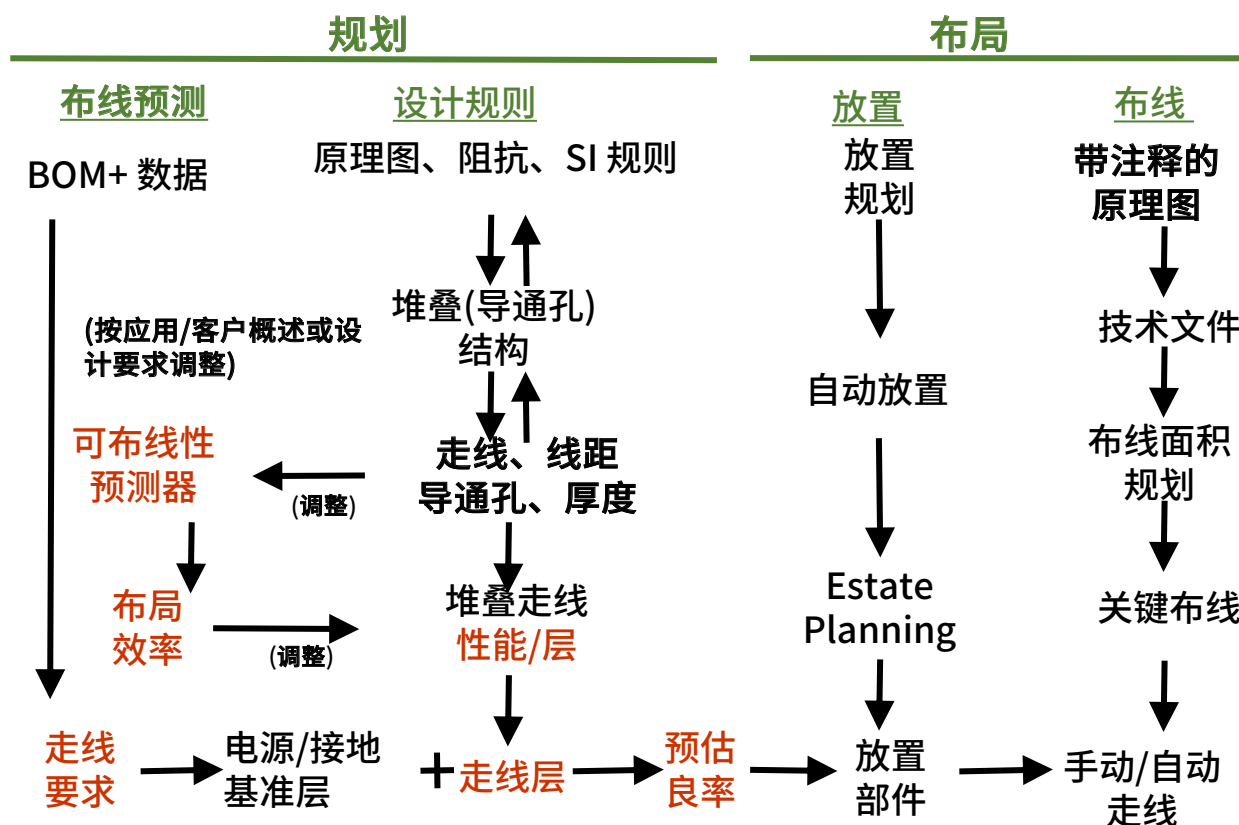 规划
布局
布线预测
设计规则
放置
布线
BOM+ 数据
原理图、阻抗、SI 规则
放置
规划
带注释的
原理图
堆叠(导通孔)
结构
(按应用/客户概述或设
计要求调整)
技术文件
自动放置
可布线性
预测器
(调整)
走线、线距
导通孔、厚度
布线面积
规划
布局
效率
(调整)
堆叠走线
性能/层
Estate
Planning
关键布线
走线
要求
电源/接地
基准层
+
走线层
预估
良率
放置
部件
手动/自动
走线